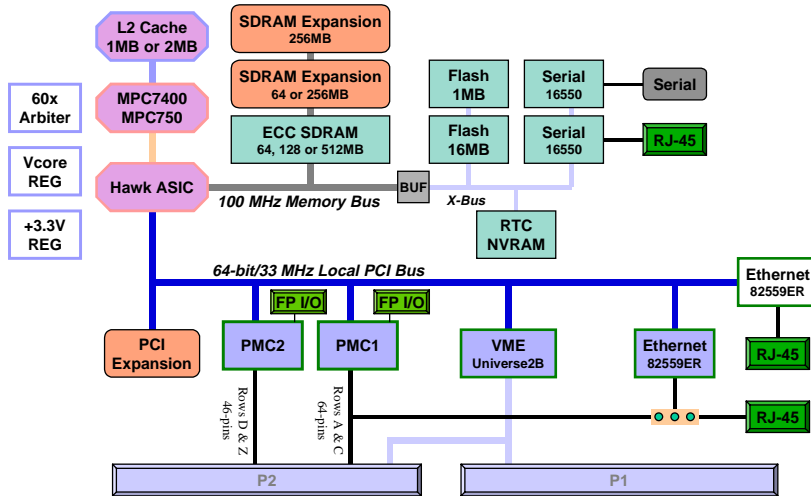 L2 Cache
1MB or 2MB
SDRAM Expansion
256MB
60x
Arbiter
MPC7400
MPC750
SDRAM Expansion
64 or 256MB
Flash
1MB
Serial
16550
Serial
Vcore
REG
ECC SDRAM
64, 128 or 512MB
Flash
16MB
Serial
16550
RJ-45
Hawk ASIC
100 MHz Memory Bus
BUF
X-Bus
+3.3V
REG
RTC
NVRAM
64-bit/33 MHz Local PCI Bus
Ethernet
82559ER
FP I/O
FP I/O
PCI
Expansion
PMC2
PMC1
VME
Universe2B
Ethernet
82559ER
RJ-45
Rows D & Z
46-pins
Rows A & C
64-pins
RJ-45
P2
P1